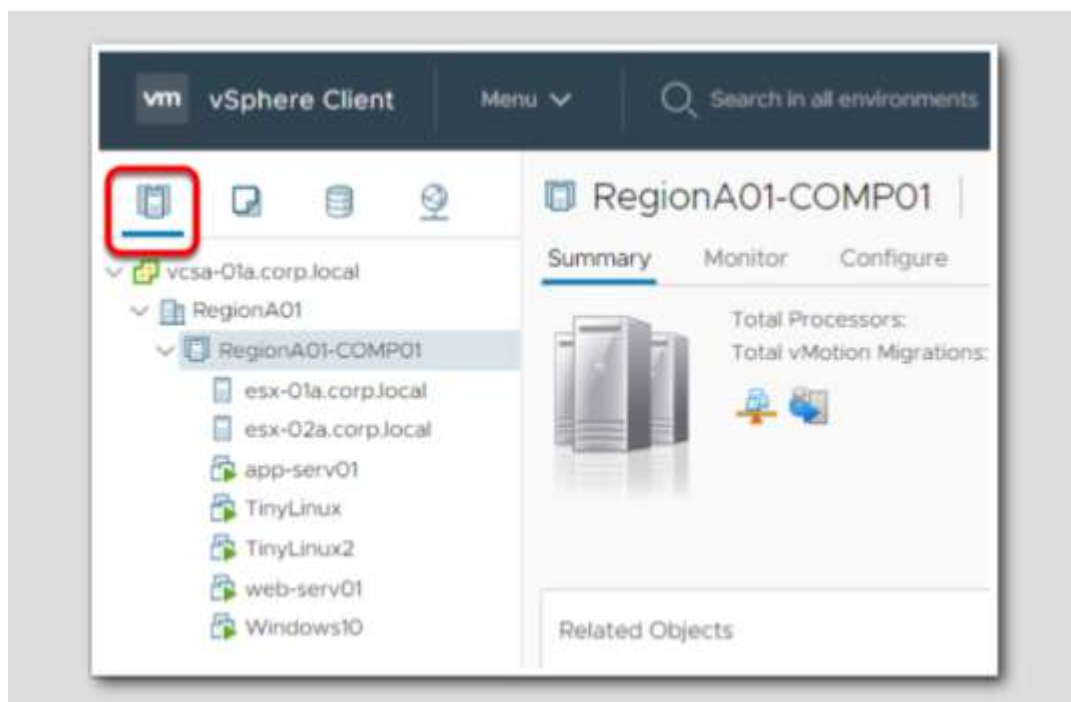 vm vSphere Client Menu Search in all environments
RegionA01-COMP01
Summary Monitor Configure
vcsa-01a.corp.local
RegionA01
RegionA01-COMP01
esx-01a.corp.local
esx-02a.corp.local
app-serv01
TinyLinux
TinyLinux2
web-serv01
Windows10
Total Processors:
Total vMotion Migrations:
Related Objects